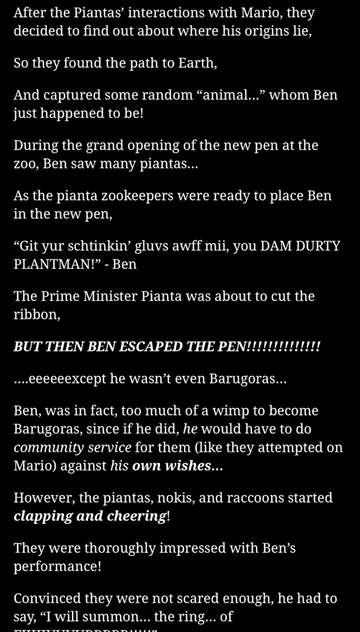 After the Piantas’ interactions with Mario, they
decided to find out about where his origins lie,
So they found the path to Earth,
And captured some random “animal…” whom Ben
just happened to be!
During the grand opening of the new pen at the
zoo, Ben saw many piantas…
As the pianta zookeepers were ready to place Ben
in the new pen,
“Git yur schtinkin’ gluvs awff mii, you DAM DURTY
PLANTMAN!” - Ben
The Prime Minister Pianta was about to cut the
ribbon,
BUT THEN BEN ESCAPED THE PEN!!!!!!!!!!!!!!
….eeeeeexcept he wasn’t even Barugoras…
Ben, was in fact, too much of a wimp to become
Barugoras, since if he did, he would have to do
community service for them (like they attempted on
Mario) against his own wishes…
However, the piantas, nokis, and raccoons started
clapping and cheering!
They were thoroughly impressed with Ben’s
performance!
Convinced they were not scared enough, he had to
say, “I will summon… the ring… of